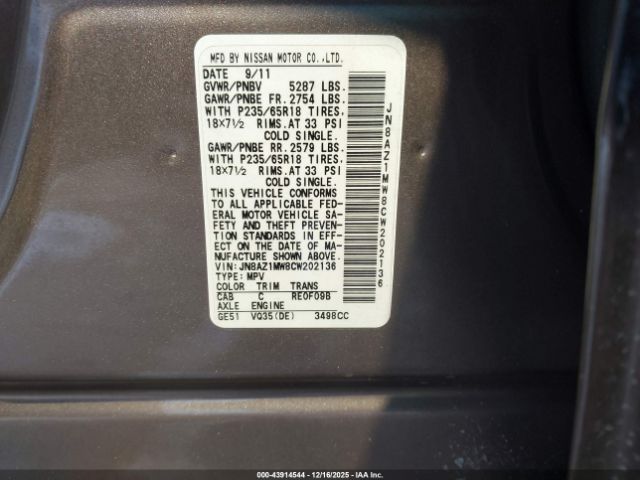 MFD BY NISSAN MOTOR CO.,LTD.
DATE 9/11
GVWR/PNBV 5287 LBS.
GAWR/PNBE FR. 2754 LBS.
WITH P235/65R18 TIRES,
18×7½ RIMS, AT 33 PSI
COLD SINGLE.
GAWR/PNBE RR. 2579 LBS.
WITH P235/65R18 TIRES,
18×7½ RIMS, AT 33 PSI
COLD SINGLE.
THIS VEHICLE CONFORMS
TO ALL APPLICABLE FED-
ERAL MOTOR VEHICLE SA-
FETY AND THEFT PREVENTION-
TION STANDARDS IN EFF-
ECT ON THE DATE OF MA-
NUFACTURE SHOWN ABOVE.
VIN: JN8AZ1MW8CW202136
TYPE: MPV
COLOR TRIM TRANS
CAB C RE0F09B
AXLE ENGINE
GE51 VQ35(DE) 3498CC
JN8AZ1MW8CW202136
000-43914544 - 12/16/2025 - IAAI, Inc.